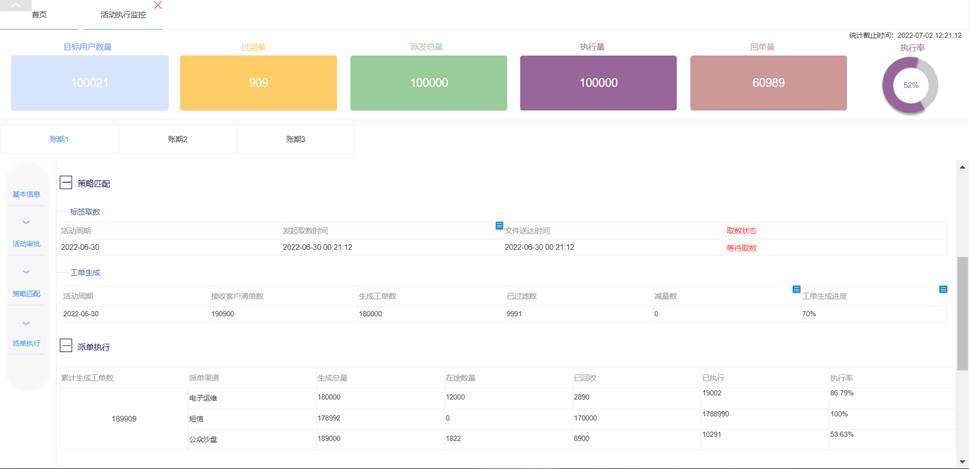 首页 活动执行监控
统计截止时间：2022-07-02 12:21:12
目标用户数量 过滤量 派发总量 执行量 回单量 执行率
100021 909 100000 100000 60989 52%
账期1 账期2 账期3
基本信息
活动审批
策略匹配
派单执行
策略匹配
标签取数
活动周期 发起取数时间 文件送达时间 取数状态
2022-06-30 2022-06-30 00:21:12 2022-06-30 00:21:12 等待取数
工单生成
活动周期 接收客户清单数 生成工单数 已过滤数 减量数 工单生成进度
2022-06-30 190900 180000 9991 0 70%
派单执行
累计生成工单数 派单渠道 生成总量 在途数量 已回收 已执行 执行率
189909
电子运维 180000 12000 2890 19002 86.79%
短信 178992 0 170000 1788990 100%
公众沙盘 189000 1822 8900 10291 53.63%